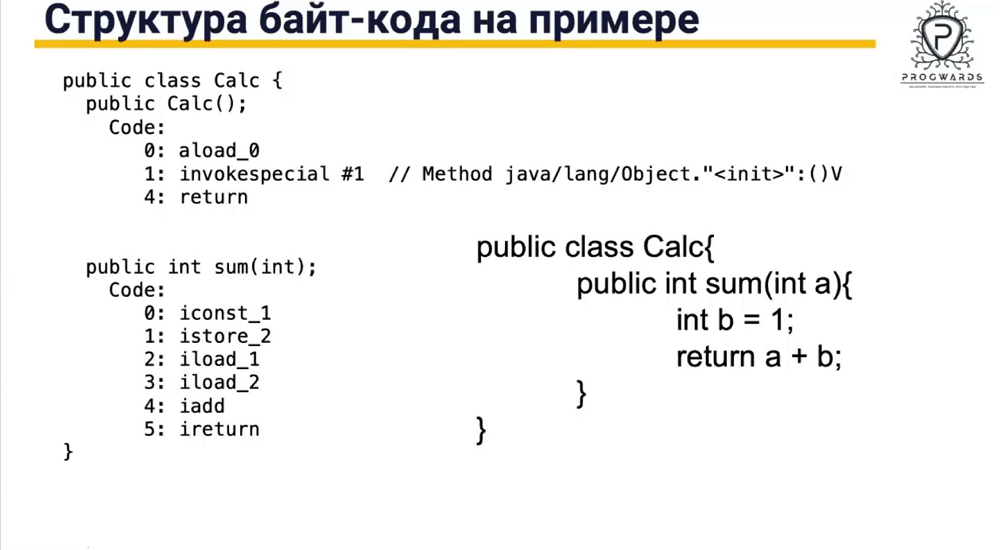 Структура байт-кода на примере
PROGWARDS
public class Calc {
public Calc();
Code:
0: aload_0
1: invokespecial #1 // Method java/lang/Object."<init>":()V
4: return
public int sum(int);
Code:
0: iconst_1
1: istore_2
2: iload_1
3: iload_2
4: iadd
5: ireturn
}
public class Calc{
public int sum(int a){
int b = 1;
return a + b;
}
}